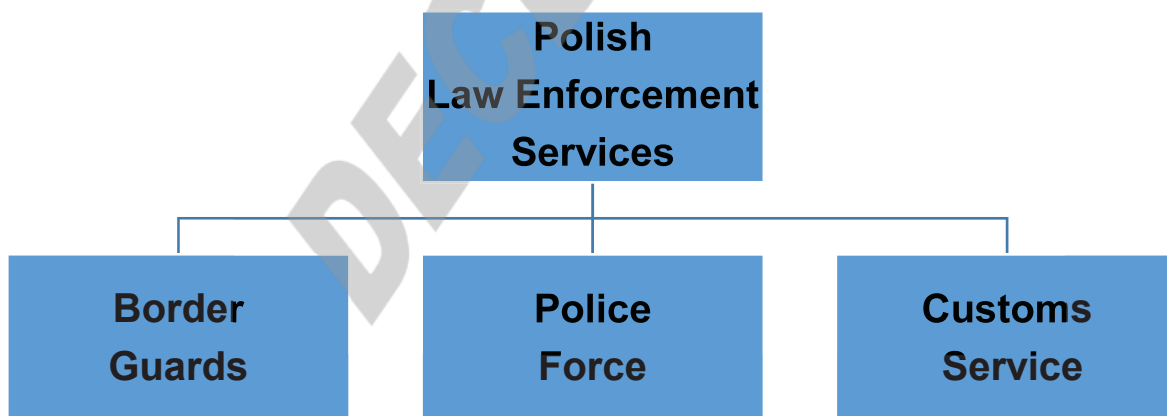 Polish
Law Enforcement
Services
Border
Guards
Police
Force
Customs
Service